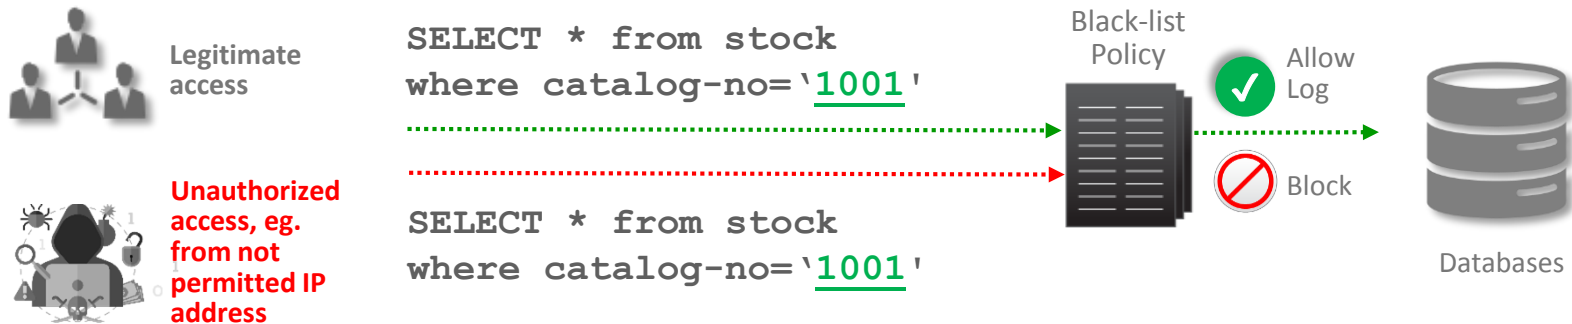 Legitimate
access
SELECT * from stock
where catalog-no=‘1001'
Black-list
Policy
Allow
Log
Block
Databases
Unauthorized
access, eg.
from not
permitted IP
address
SELECT * from stock
where catalog-no=‘1001'